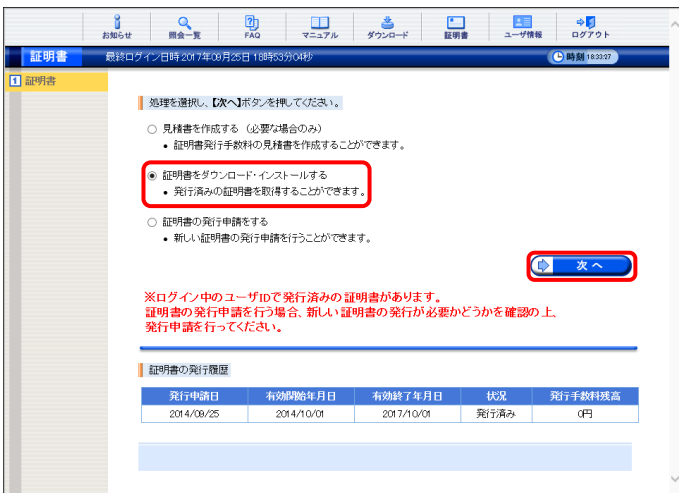 お知らせ 照会一覧 FAQ マニュアル ダウンロード 証明書 ユーザ情報 ログアウト
証明書 最終ログイン日時:2017年09月25日 18時53分04秒 時刻 18:33:27
1 証明書
処理を選択し、【次へ】ボタンを押してください。
見積書を作成する (必要な場合のみ)
• 証明書発行手数料の見積書を作成することができます。
証明書をダウンロード・インストールする
• 発行済みの証明書を取得することができます。
証明書の発行申請をする
• 新しい証明書の発行申請を行うことができます。
次へ
※ログイン中のユーザIDで発行済みの証明書があります。
証明書の発行申請を行う場合、新しい証明書の発行が必要かどうかを確認の上、
発行申請を行ってください。
証明書の発行履歴
発行申請日 有効開始年月日 有効終了年月日 状況 発行手数料残高
2014/09/25 2014/10/01 2017/10/01 発行済み 0円